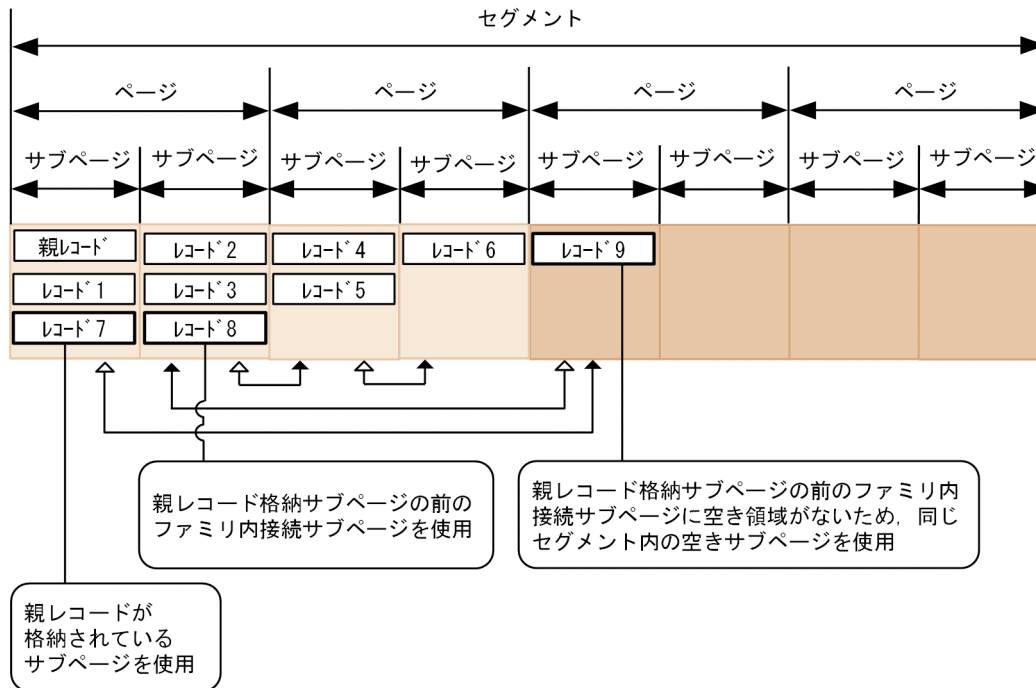 セグメント
ページ ページ ページ ページ
サブページ サブページ サブページ サブページ サブページ サブページ サブページ サブページ
親ﾚｺｰﾄﾞ ﾚｺｰﾄﾞ2 ﾚｺｰﾄﾞ4 ﾚｺｰﾄﾞ6 ﾚｺｰﾄﾞ9
ﾚｺｰﾄﾞ1 ﾚｺｰﾄﾞ3 ﾚｺｰﾄﾞ5
ﾚｺｰﾄﾞ7 ﾚｺｰﾄﾞ8
親レコード格納サブページの前の
ファミリ内接続サブページを使用
親レコード格納サブページの前のファミリ内
接続サブページに空き領域がないため，同じ
セグメント内の空きサブページを使用
親レコードが
格納されている
サブページを使用